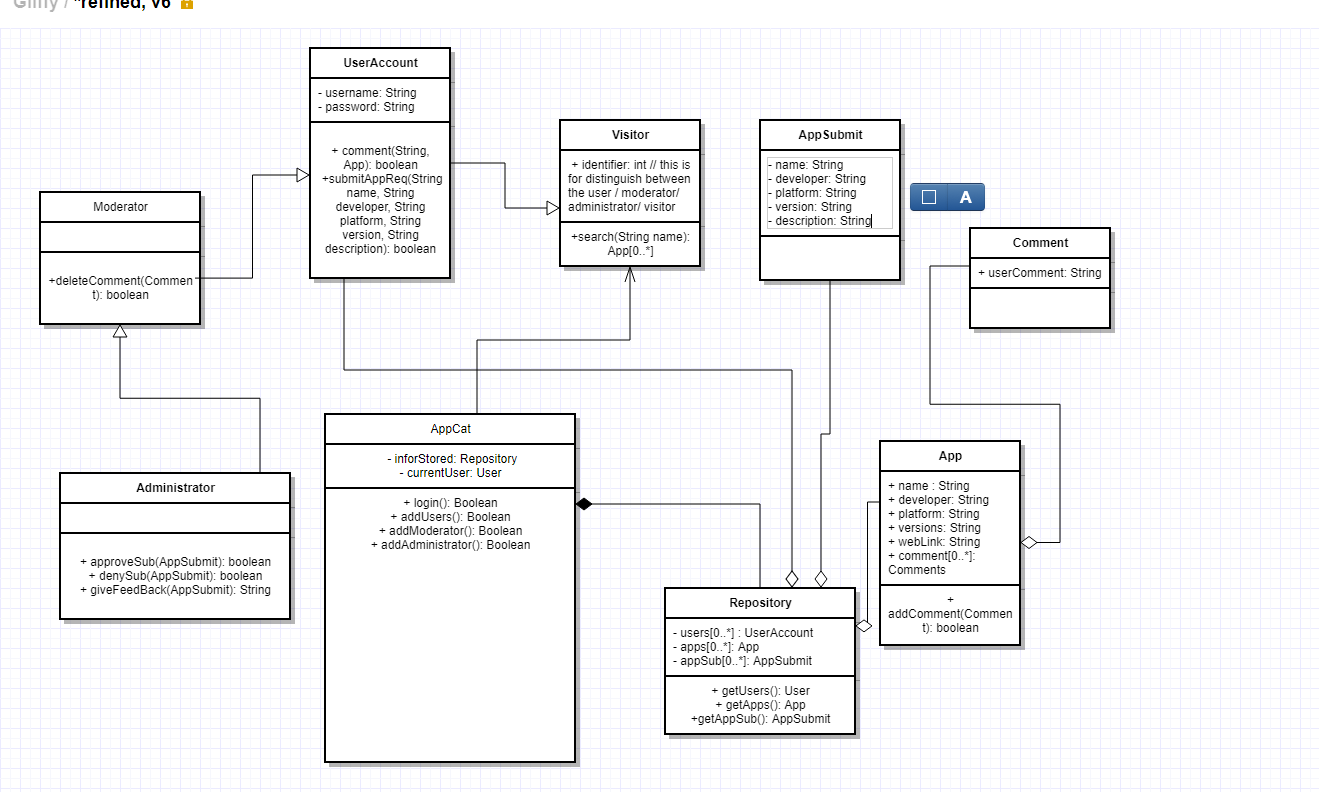 Gliffy / *refined, v6
UserAccount
- username: String
- password: String
+ comment(String,
App): boolean
+submitAppReq(String
name, String
developer, String
platform, String
version, String
description): boolean
Visitor
+ identifier: int // this is
for distinguish between
the user / moderator/
administrator/ visitor
+search(String name):
App[0..*]
AppSubmit
- name: String
- developer: String
- platform: String
- version: String
- description: String
A
Comment
+ userComment: String
Moderator
+deleteComment(Commen
t): boolean
Administrator
+ approveSub(AppSubmit): boolean
+ denySub(AppSubmit): boolean
+ giveFeedBack(AppSubmit): String
AppCat
- inforStored: Repository
- currentUser: User
+ login(): Boolean
+ addUsers(): Boolean
+ addModerator(): Boolean
+ addAdministrator(): Boolean
App
+ name : String
+ developer: String
+ platform: String
+ versions: String
+ webLink: String
+ comment[0..*]:
Comments
+
addComment(Commen
t): boolean
Repository
- users[0..*] : UserAccount
- apps[0..*]: App
- appSub[0..*]: AppSubmit
+ getUsers(): User
+ getApps(): App
+getAppSub(): AppSubmit